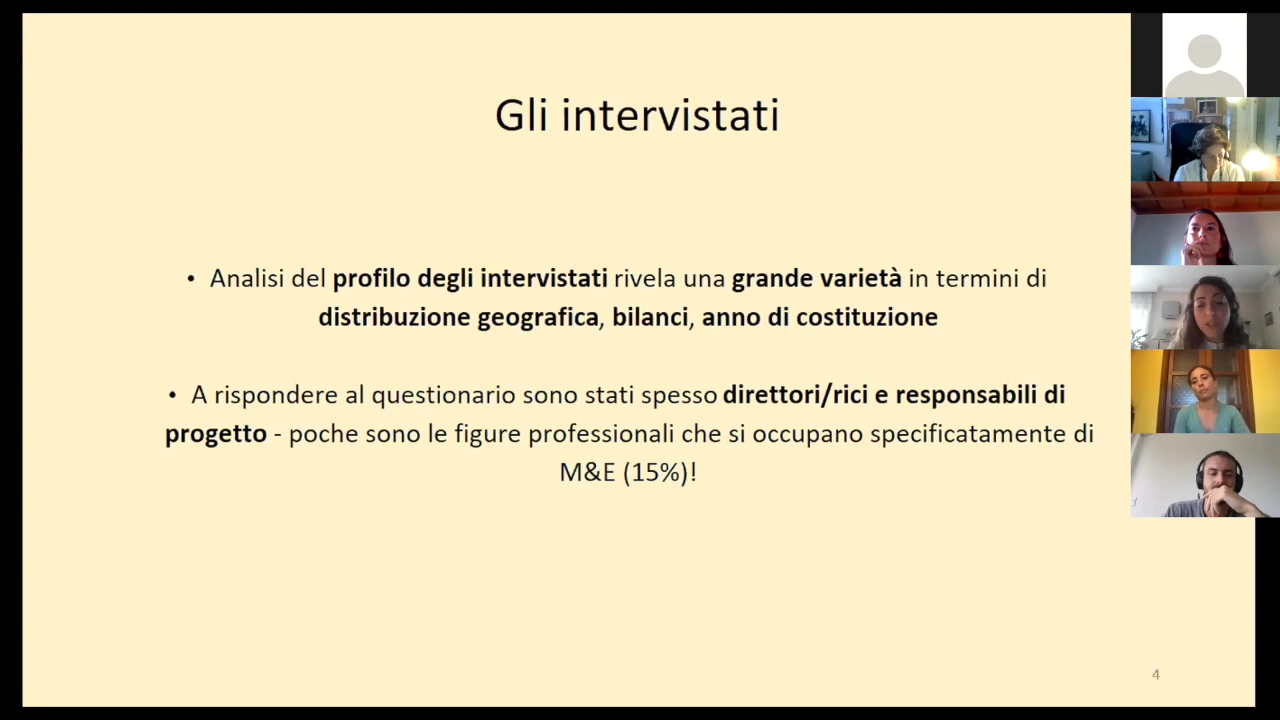 Gli intervistati
• Analisi del profilo degli intervistati rivela una grande varietà in termini di
distribuzione geografica, bilanci, anno di costituzione
• A rispondere al questionario sono stati spesso direttori/rici e responsabili di
progetto - poche sono le figure professionali che si occupano specificatamente di
M&E (15%)!
4